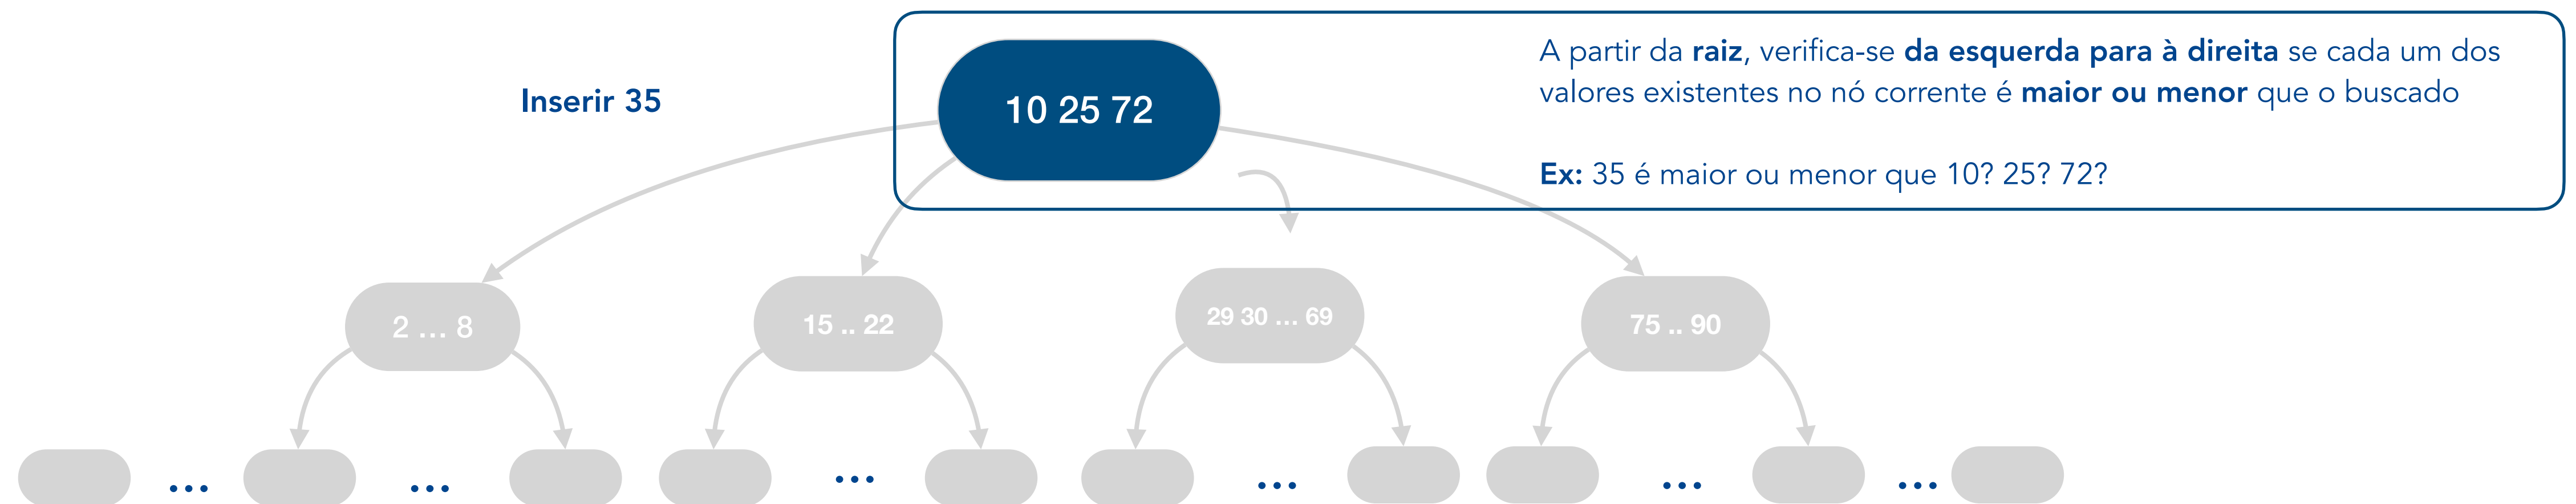 A partir da raiz, verifica-se da esquerda para à direita se cada um dos
valores existentes no nó corrente é maior ou menor que o buscado
Inserir 35
10 25 72
Ex: 35 é maior ou menor que 10? 25? 72?
2 ... 8
15 .. 22
29 30 ... 69
75 .. 90
... ... ... ... ... ...